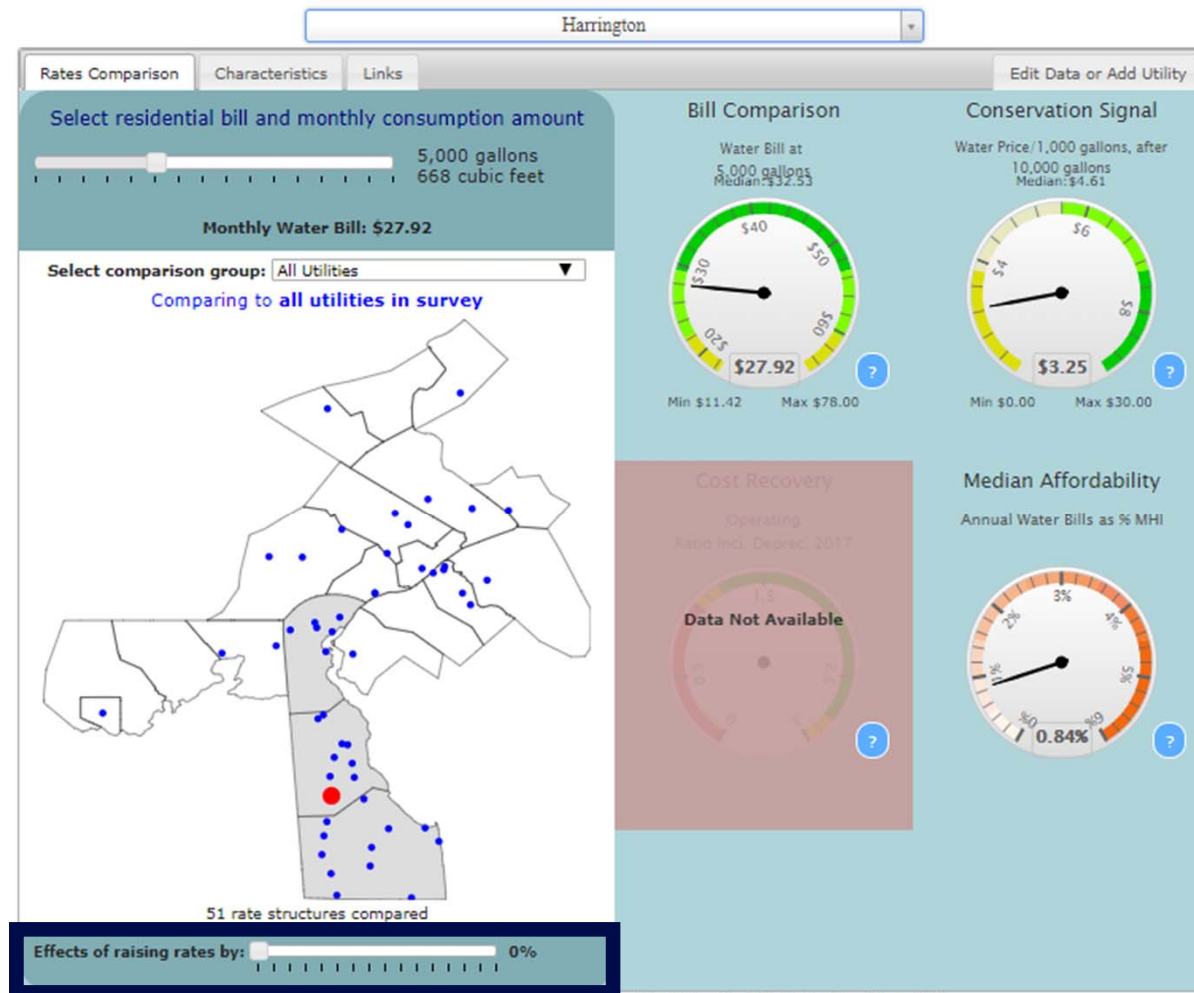 Harrington
Rates Comparison
Characteristics
Links
Edit Data or Add Utility
Select residential bill and monthly consumption amount
5,000 gallons
668 cubic feet
Monthly Water Bill: $27.92
Select comparison group: All Utilities
Comparing to all utilities in survey
51 rate structures compared
Effects of raising rates by: 0%
Bill Comparison
Water Bill at
5,000 gallons
Median:$32.53
$20
$30
$40
$50
$60
$27.92
?
Min $11.42 Max $78.00
Conservation Signal
Water Price/1,000 gallons, after
10,000 gallons
Median:$4.61
$4
$6
$8
$3.25
?
Min $0.00 Max $30.00
Cost Recovery
Operating
Ratio Incl. Deprec. 2017
1.5
Data Not Available
?
Median Affordability
Annual Water Bills as % MHI
0%
1%
2%
3%
4%
5%
6%
0.84%
?